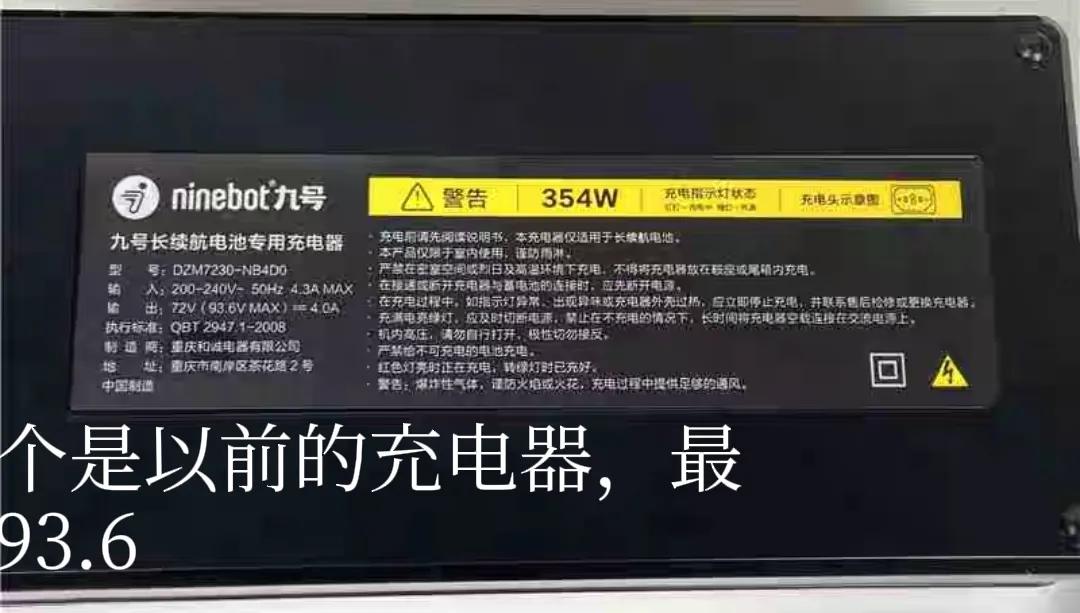 ninebot 九号
警告
354W
充电指示灯状态
充电头示意图
九号长续航电池专用充电器
型 号: DZM7230-NB4D0
输 入: 200-240V~ 50Hz 4.3A MAX
输 出: 72V (93.6V MAX) ⎓ 4.0A
执行标准: QBT 2947.1-2008
制 造 商: 重庆和诚电器有限公司
地 址: 重庆市南岸区茶花路2号
中国制造
· 充电前请先阅读说明书，本充电器仅适用于长续航电池。
· 本产品仅限于室内使用，谨防雨淋。
· 严禁在密室空间或烈日及高温环境下充电，不得将充电器放在鞍座或尾箱内充电。
· 在接通或断开充电器与蓄电池的连接时，应先断开电源。
· 在充电过程中，如指示灯异常、出现异味或充电器外壳过热，应立即停止充电，并联系售后检修或更换充电器。
· 充满电亮绿灯，应及时切断电源，禁止在不充电的情况下，长时间将充电器空载连接在交流电源上。
· 机内高压，请勿自行打开，极性切勿接反。
· 严禁给不可充电的电池充电。
· 红色灯亮时正在充电，转绿灯时已充好。
· 警告：爆炸性气体，谨防火焰或火花，充电过程中提供足够的通风。
个是以前的充电器，最
93.6